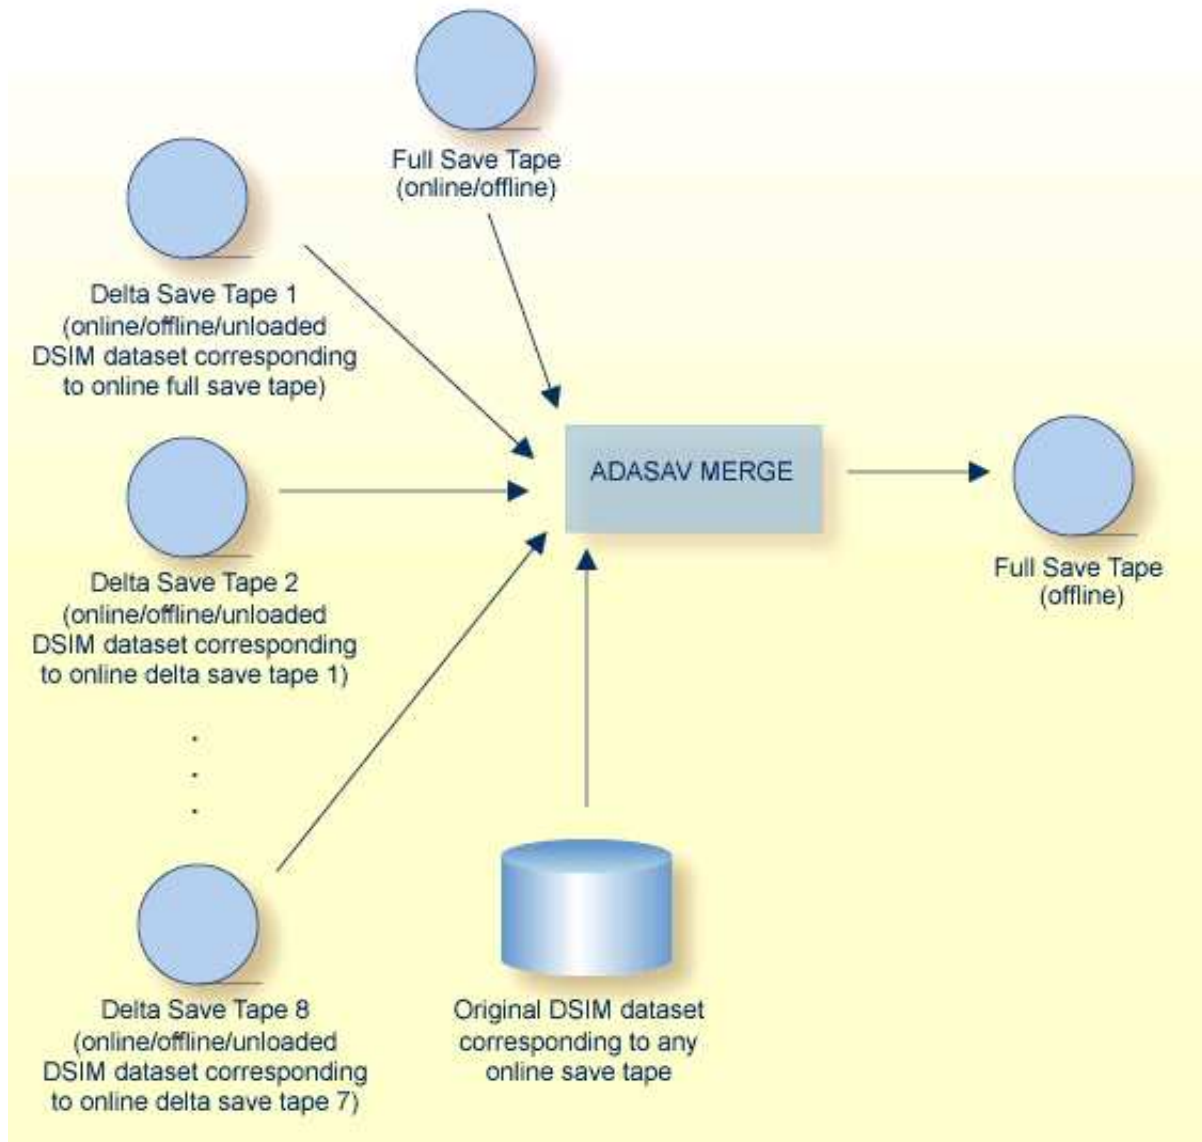 Full Save Tape
(online/offline)
Delta Save Tape 1
(online/offline/unloaded
DSIM dataset corresponding
to online full save tape)
ADASAV MERGE
Delta Save Tape 2
(online/offline/unloaded
DSIM dataset corresponding
to online delta save tape 1)
Full Save Tape
(offline)
.
.
.
Delta Save Tape 8
(online/offline/unloaded
DSIM dataset corresponding
to online delta save tape 7)
Original DSIM dataset
corresponding to any
online save tape